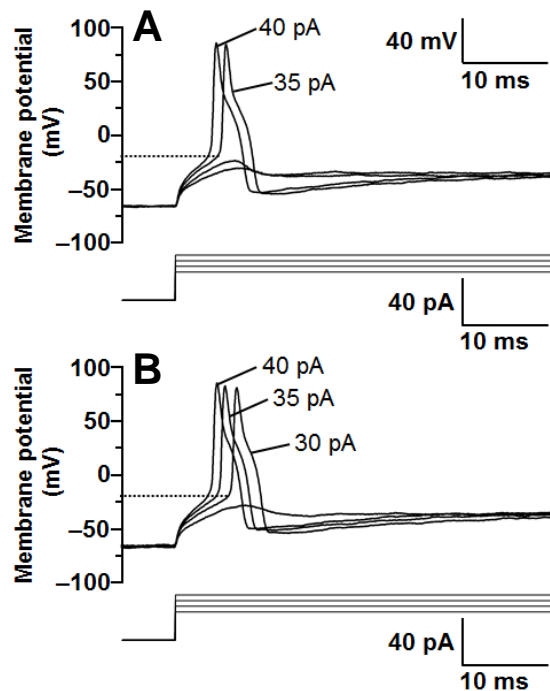 A
100
50
0
–50
–100
Membrane potential
(mV)
40 pA
35 pA
40 mV
10 ms
40 pA
10 ms
B
100
50
0
–50
–100
Membrane potential
(mV)
40 pA
35 pA
30 pA
40 pA
10 ms